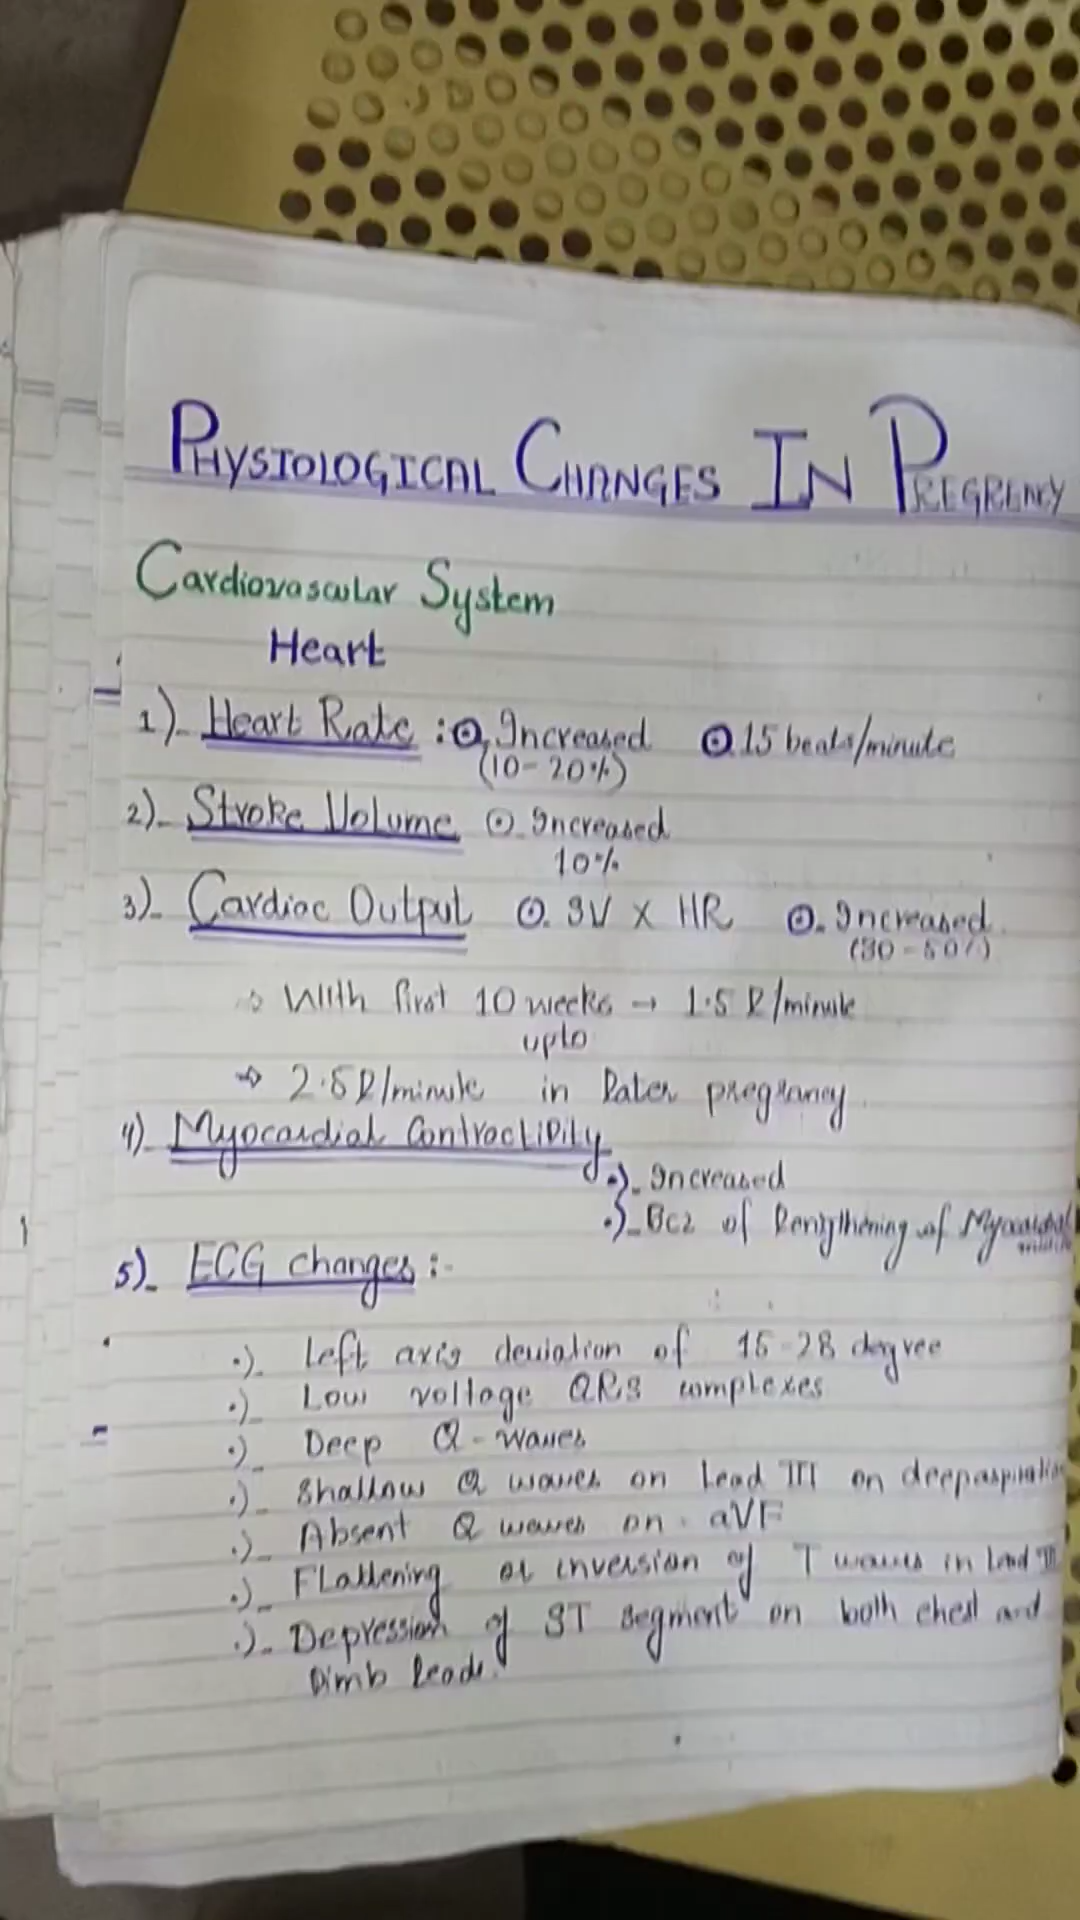 PHYSIOLOGICAL CHANGES IN PREGRENCY
Cardiovascular System
Heart
1)_ Heart Rate : Increased 15 beats/minute
(10-20%)
2)_ Stroke Volume Increased
10%
3)_ Cardiac Output SV X HR Increased
(30-50%)
→ With first 10 weeks → 1.5 l/minute
upto
⇒ 2.5 l/minute in later pregnancy
4)_ Myocardial Contractility
•)_ Increased
•)_ Bcz of lengthening of Myocardial
5)_ ECG changes :-
•)_ Left axis deviation of 15-28 degree
•)_ Low voltage QRS complexes
•)_ Deep Q-waves
•)_ Shallow Q waves on Lead III on deep
•)_ Absent Q waves on aVF
•)_ Flattening or inversion of T waves in Lead III
•)_ Depression of ST segment on both chest and
limb leads.